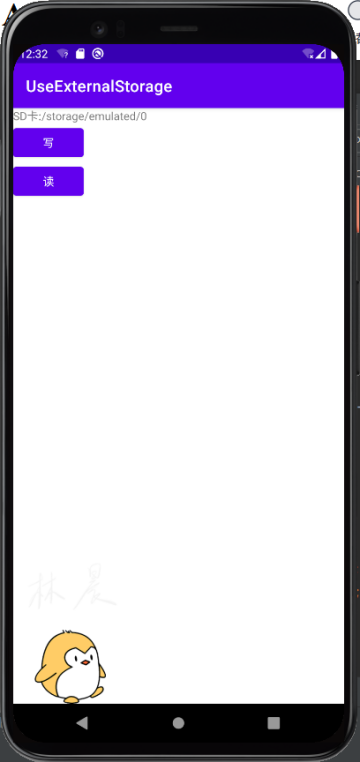 12:32
UseExternalStorage
SD卡:/storage/emulated/0
写
读
林晨